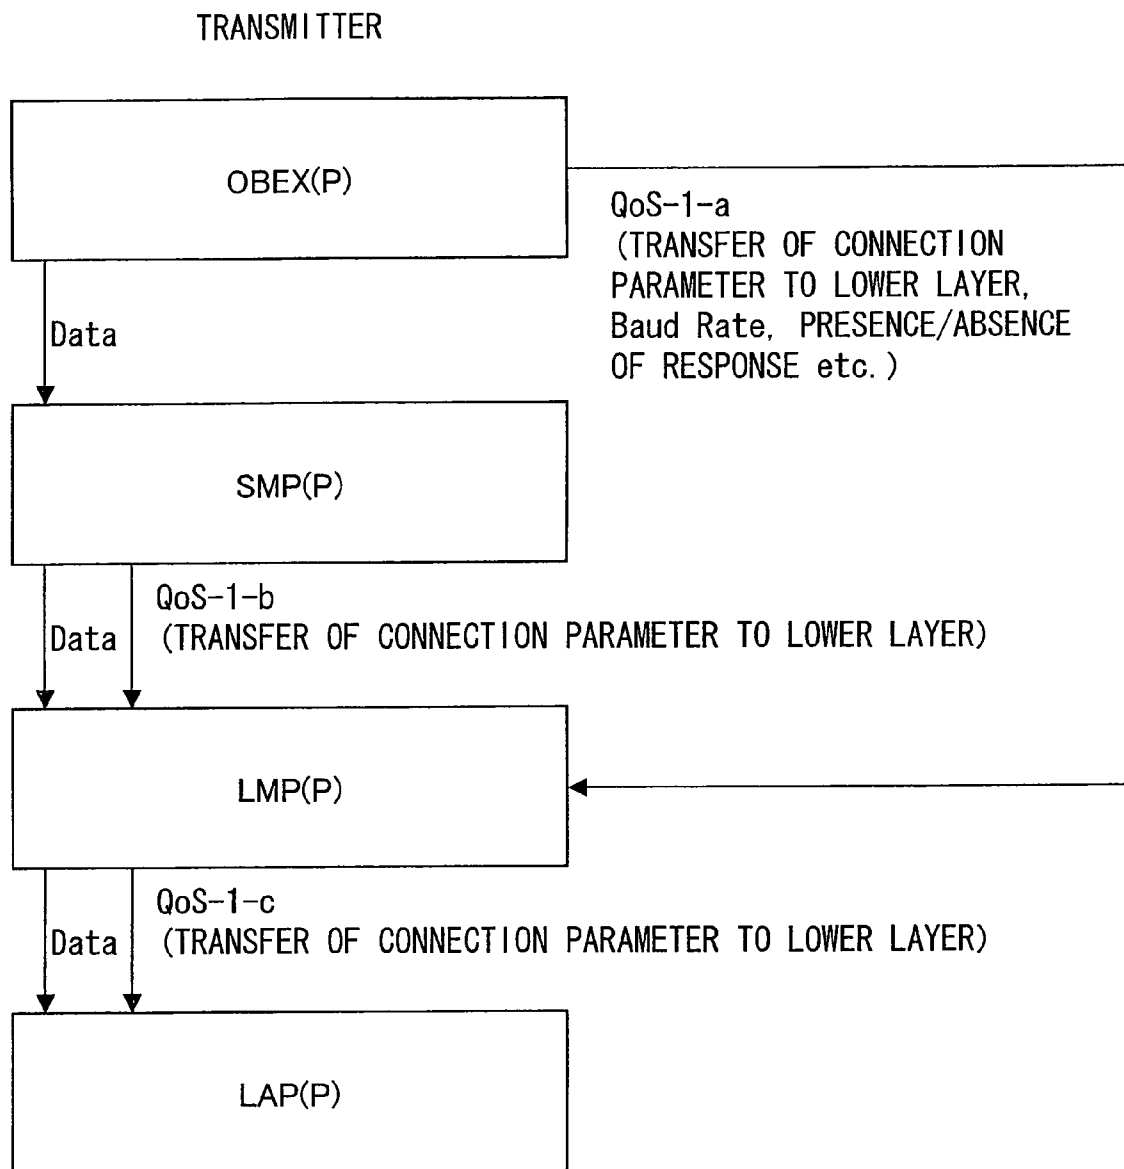 TRANSMITTER
OBEX(P)
QoS-1-a
(TRANSFER OF CONNECTION
PARAMETER TO LOWER LAYER,
Baud Rate, PRESENCE/ABSENCE
OF RESPONSE etc.)
Data
SMP(P)
QoS-1-b
Data
(TRANSFER OF CONNECTION PARAMETER TO LOWER LAYER)
LMP(P)
QoS-1-c
Data
(TRANSFER OF CONNECTION PARAMETER TO LOWER LAYER)
LAP(P)